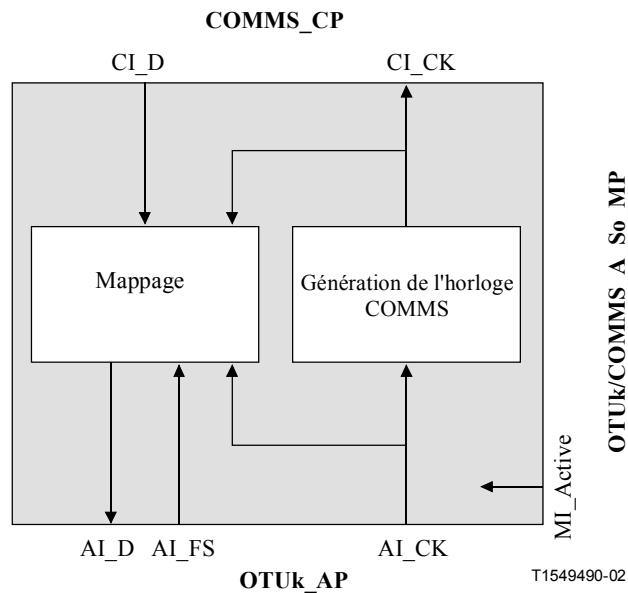 COMMS_CP
CI_D
CI_CK
Mappage
Génération de l'horloge
COMMS
OTUk/COMMS_A_So_MP
MI_Active
AI_D
AI_FS
AI_CK
OTUk_AP
T1549490-02